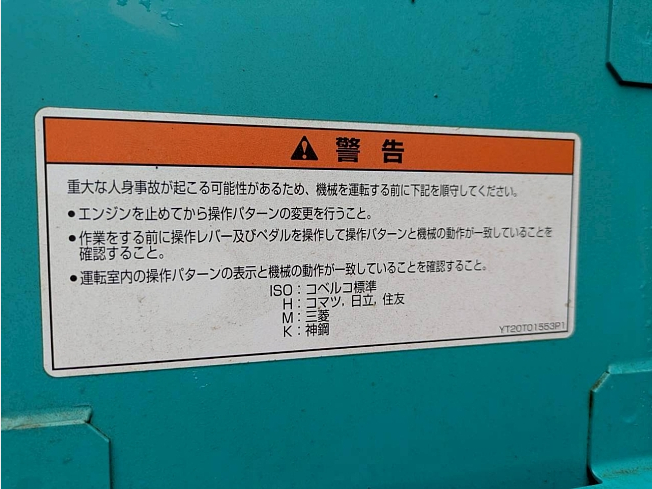 警告
重大な人身事故が起こる可能性があるため、機械を運転する前に下記を順守してください。
●エンジンを止めてから操作パターンの変更を行うこと。
●作業をする前に操作レバー及びペダルを操作して操作パターンと機械の動作が一致していることを
確認すること。
●運転室内の操作パターンの表示と機械の動作が一致していることを確認すること。
ISO：コベルコ標準
H：コマツ, 日立, 住友
M：三菱
K：神鋼
YT20T01553P1